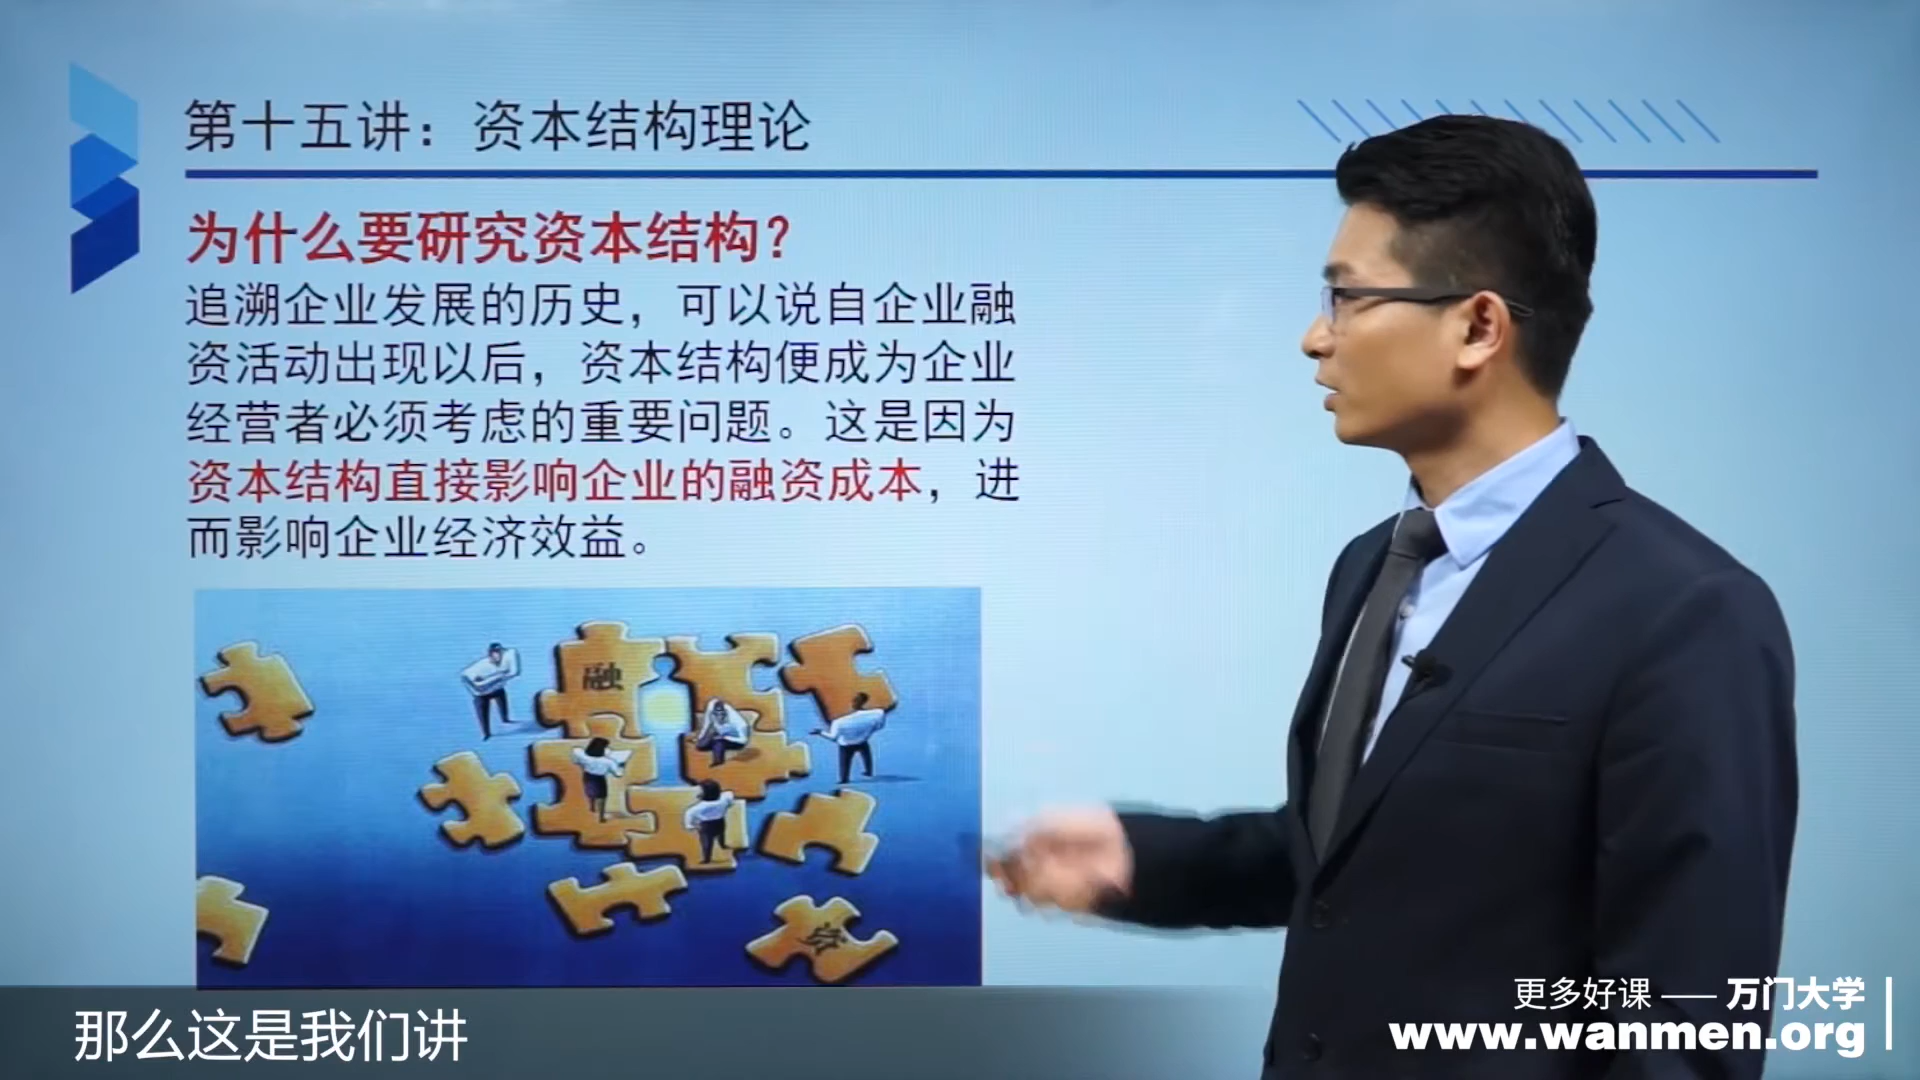 第十五讲：资本结构理论
为什么要研究资本结构？
追溯企业发展的历史，可以说自企业融
资活动出现以后，资本结构便成为企业
经营者必须考虑的重要问题。这是因为
资本结构直接影响企业的融资成本，进
而影响企业经济效益。
融
资
那么这是我们讲
更多好课 —— 万门大学
www.wanmen.org